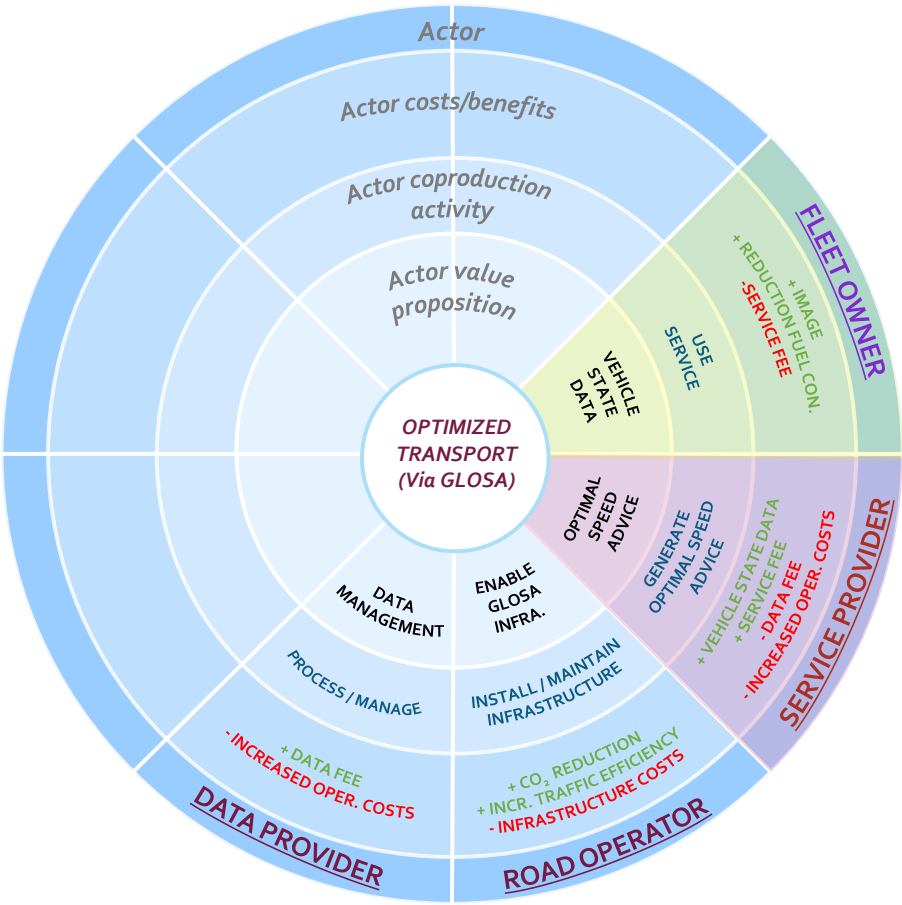 Actor
Actor costs/benefits
Actor coproduction
activity
Actor value
proposition
OPTIMIZED
TRANSPORT
(Via GLOSA)
FLEET OWNER
+ IMAGE
+ REDUCTION FUEL CON.
-SERVICE FEE
USE
SERVICE
VEHICLE
STATE
DATA
SERVICE PROVIDER
+ VEHICLE STATE DATA
+ SERVICE FEE
- DATA FEE
- INCREASED OPER. COSTS
GENERATE
OPTIMAL SPEED
ADVICE
OPTIMAL
SPEED
ADVICE
ENABLE
GLOSA
INFRA.
INSTALL / MAINTAIN
INFRASTRUCTURE
+ CO₂ REDUCTION
+ INCR. TRAFFIC EFFICIENCY
- INFRASTRUCTURE COSTS
ROAD OPERATOR
DATA
MANAGEMENT
PROCESS / MANAGE
+ DATA FEE
- INCREASED OPER. COSTS
DATA PROVIDER